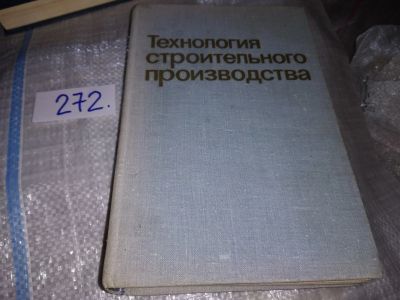 Технология
строительного
производства
272.